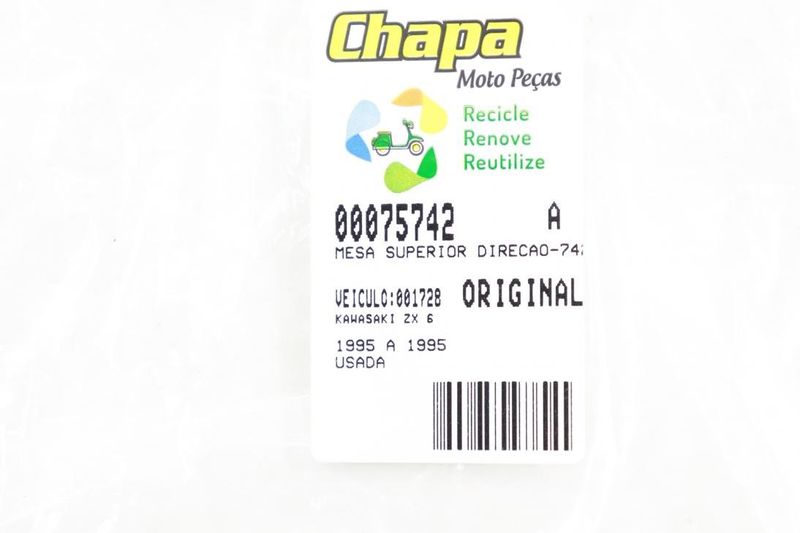 Chapa
Moto Peças
Recicle
Renove
Reutilize
00075742 A
MESA SUPERIOR DIRECAO-742
VEICULO:001728 ORIGINAL
KAWASAKI ZX 6
1995 A 1995
USADA